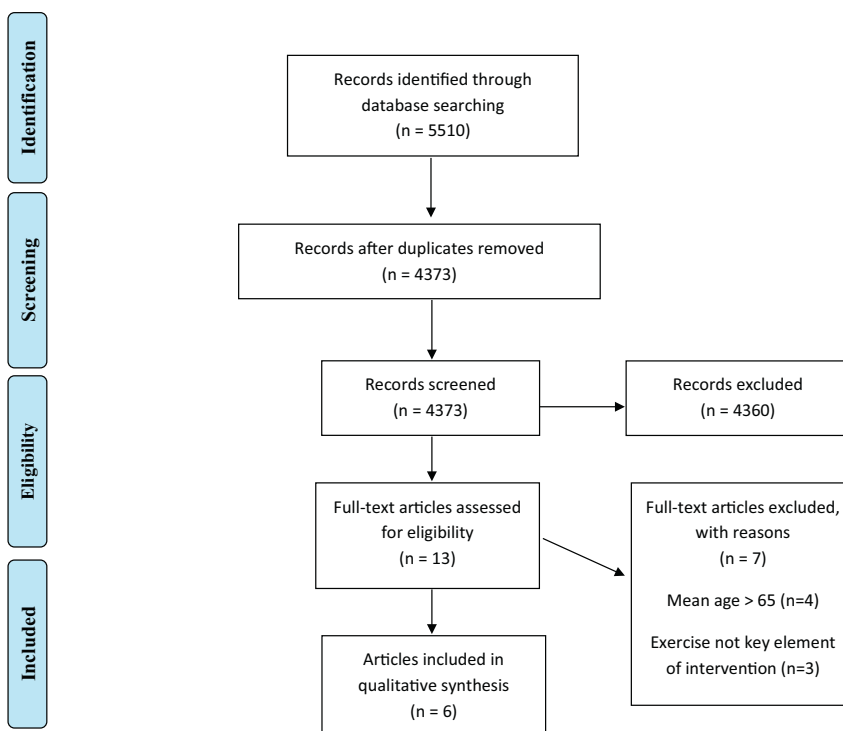 Identification
Records identified through
database searching
(n = 5510)
Screening
Records after duplicates removed
(n = 4373)
Records screened
(n = 4373)
Records excluded
(n = 4360)
Eligibility
Full-text articles assessed
for eligibility
(n = 13)
Full-text articles excluded,
with reasons
(n = 7)
Mean age > 65 (n=4)
Exercise not key element
of intervention (n=3)
Included
Articles included in
qualitative synthesis
(n = 6)